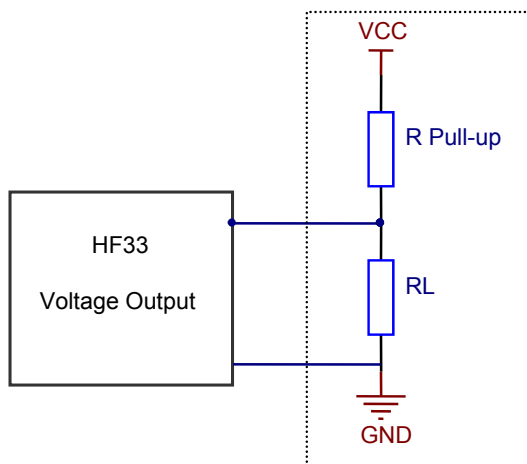 VCC
R Pull-up
HF33
Voltage Output
RL
GND